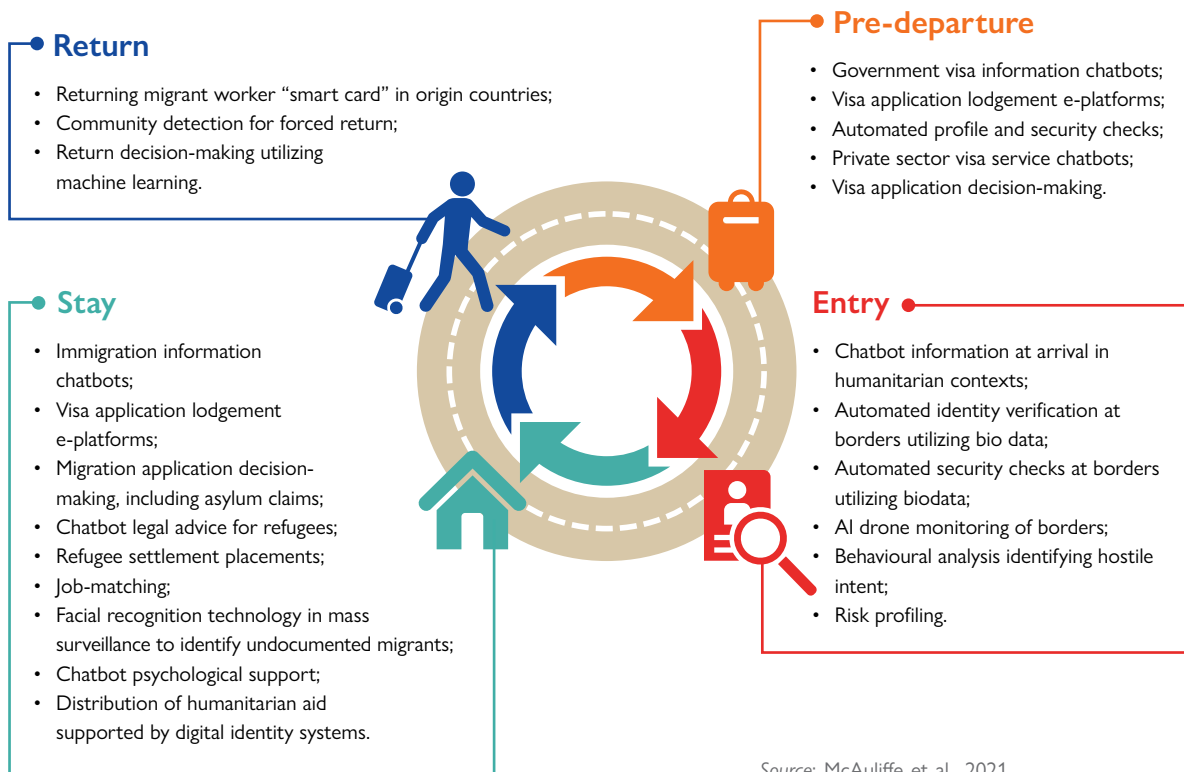 Return
• Returning migrant worker “smart card” in origin countries;
• Community detection for forced return;
• Return decision-making utilizing
machine learning.
Pre-departure
• Government visa information chatbots;
• Visa application lodgement e-platforms;
• Automated profile and security checks;
• Private sector visa service chatbots;
• Visa application decision-making.
Stay
• Immigration information
chatbots;
• Visa application lodgement
e-platforms;
• Migration application decision-
making, including asylum claims;
• Chatbot legal advice for refugees;
• Refugee settlement placements;
• Job-matching;
• Facial recognition technology in mass
surveillance to identify undocumented migrants;
• Chatbot psychological support;
• Distribution of humanitarian aid
supported by digital identity systems.
Entry
• Chatbot information at arrival in
humanitarian contexts;
• Automated identity verification at
borders utilizing bio data;
• Automated security checks at borders
utilizing biodata;
• AI drone monitoring of borders;
• Behavioural analysis identifying hostile
intent;
• Risk profiling.
Source: McAuliffe et al., 2021